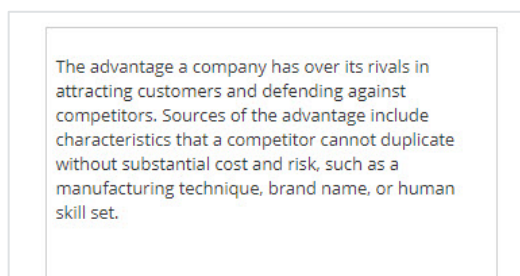 The advantage a company has over its rivals in
attracting customers and defending against
competitors. Sources of the advantage include
characteristics that a competitor cannot duplicate
without substantial cost and risk, such as a
manufacturing technique, brand name, or human
skill set.